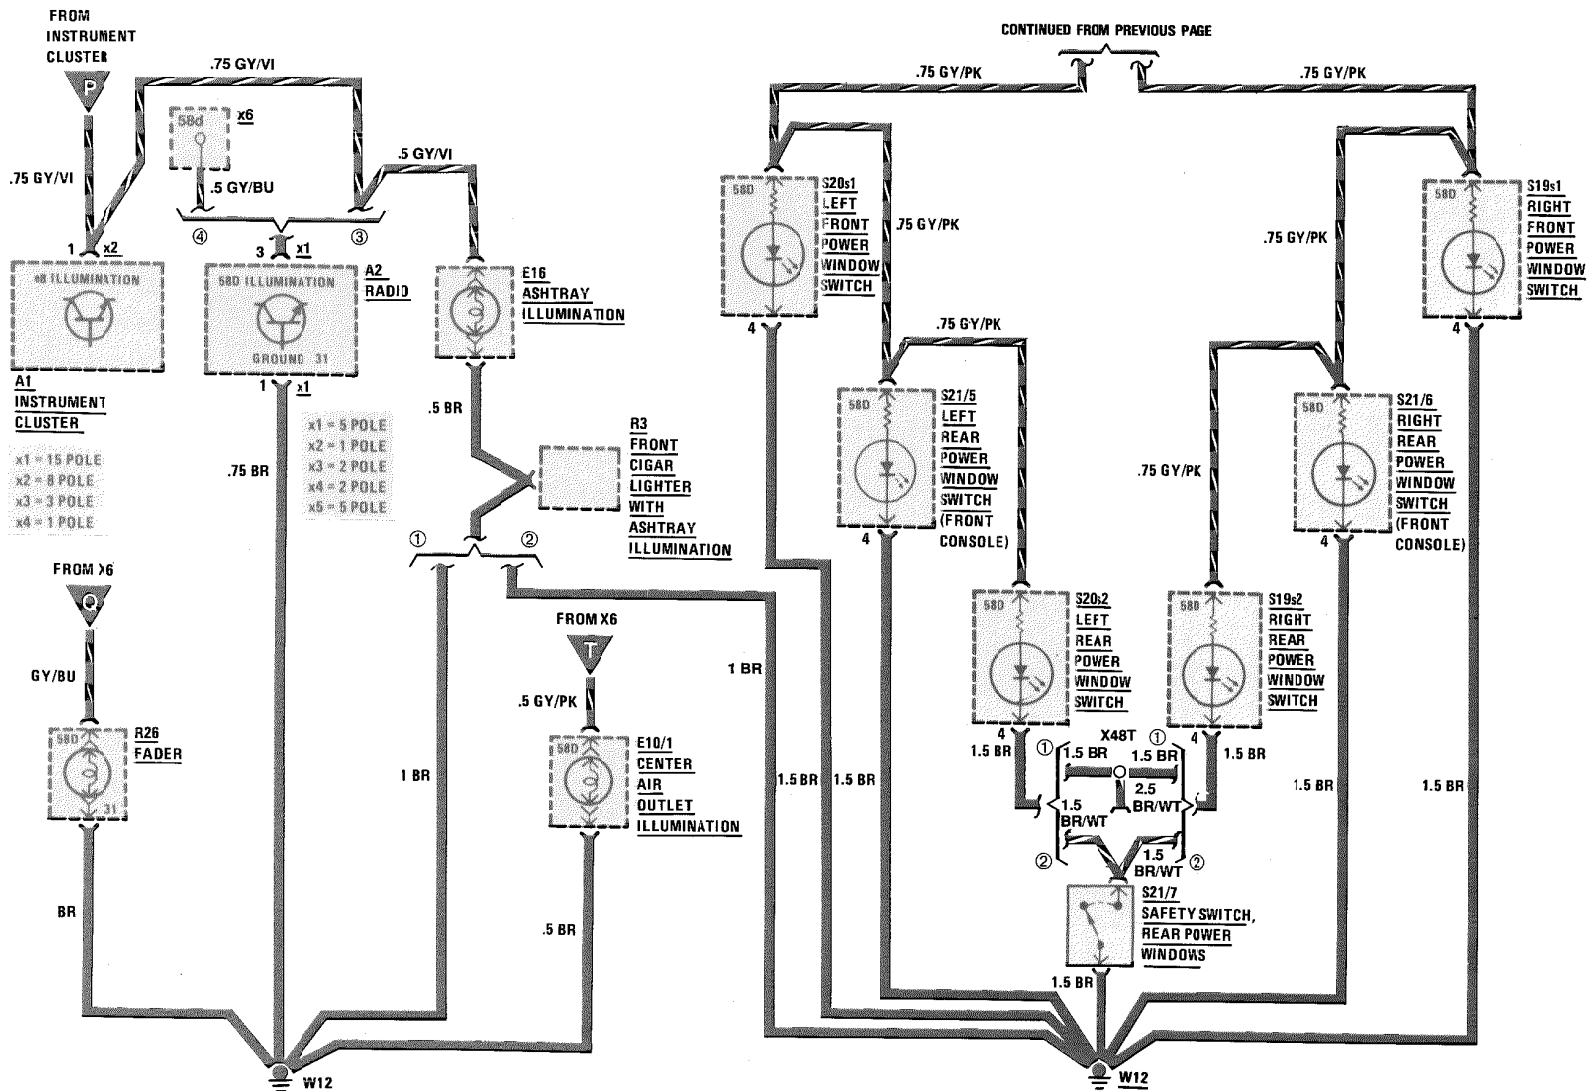 FROM
INSTRUMENT
CLUSTER
P
.75 GY/VI
.75 GY/VI
58d
x6
.5 GY/BU
.5 GY/VI
④
③
1
x2
3
x1
ILLUMINATION
A1
INSTRUMENT
CLUSTER
x1 = 15 POLE
x2 = 8 POLE
x3 = 3 POLE
x4 = 1 POLE
58D ILLUMINATION
GROUND 31
A2
RADIO
1
x1
x1 = 5 POLE
x2 = 1 POLE
x3 = 2 POLE
x4 = 2 POLE
x5 = 5 POLE
.75 BR
E16
ASHTRAY
ILLUMINATION
.5 BR
R3
FRONT
CIGAR
LIGHTER
WITH
ASHTRAY
ILLUMINATION
①
②
FROM X6
Q
GY/BU
58D
31
R26
FADER
BR
1 BR
FROM X6
T
.5 GY/PK
58D
E10/1
CENTER
AIR
OUTLET
ILLUMINATION
.5 BR
1 BR
W12
CONTINUED FROM PREVIOUS PAGE
.75 GY/PK
.75 GY/PK
58D
S20s1
LEFT
FRONT
POWER
WINDOW
SWITCH
4
.75 GY/PK
58D
S19s1
RIGHT
FRONT
POWER
WINDOW
SWITCH
4
.75 GY/PK
.75 GY/PK
58D
S21/5
LEFT
REAR
POWER
WINDOW
SWITCH
(FRONT
CONSOLE)
4
58D
S21/6
RIGHT
REAR
POWER
WINDOW
SWITCH
(FRONT
CONSOLE)
4
.75 GY/PK
58D
S20s2
LEFT
REAR
POWER
WINDOW
SWITCH
4
58D
S19s2
RIGHT
REAR
POWER
WINDOW
SWITCH
4
1.5 BR
1.5 BR
1.5 BR
①
X48T
①
1.5 BR
1.5 BR
1.5 BR
1.5 BR
1.5 BR
2.5
BR/WT
1.5
BR/WT
②
1.5
BR/WT
②
S21/7
SAFETY SWITCH,
REAR POWER
WINDOWS
1.5 BR
W12